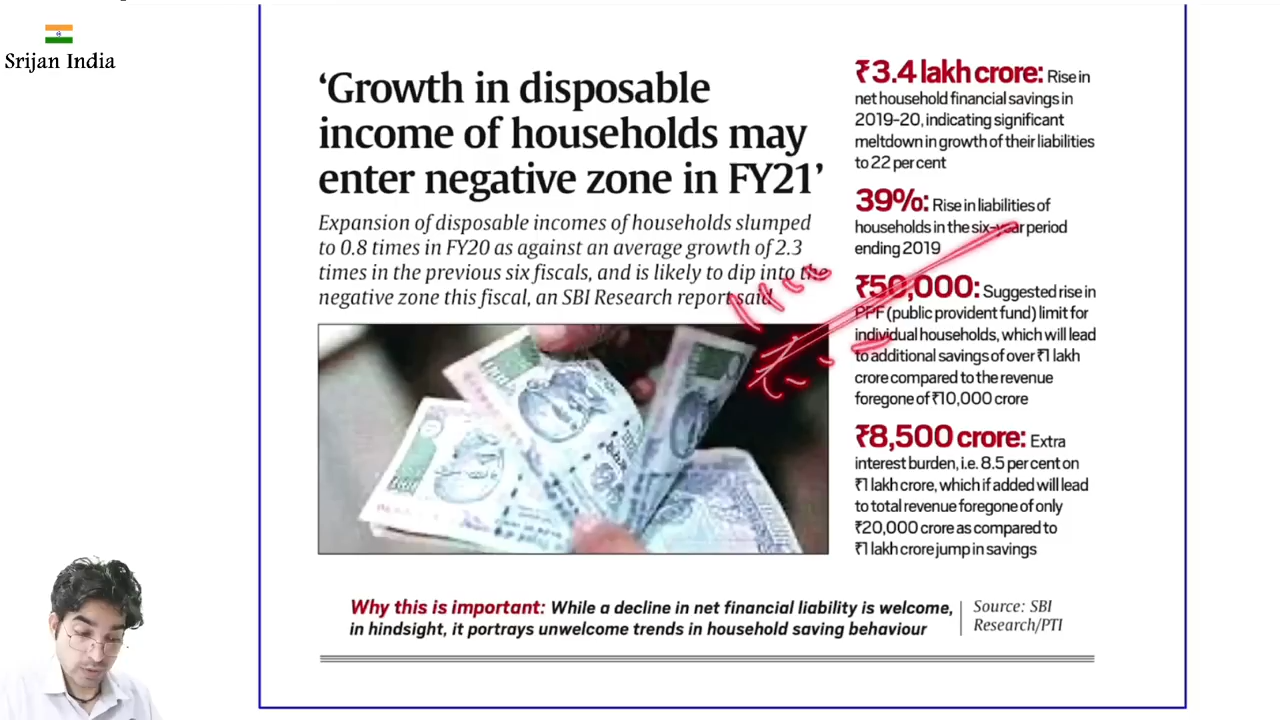 Srijan India
‘Growth in disposable
income of households may
enter negative zone in FY21’
Expansion of disposable incomes of households slumped
to 0.8 times in FY20 as against an average growth of 2.3
times in the previous six fiscals, and is likely to dip into the
negative zone this fiscal, an SBI Research report said
₹3.4 lakh crore: Rise in
net household financial savings in
2019-20, indicating significant
meltdown in growth of their liabilities
to 22 per cent
39%: Rise in liabilities of
households in the six-year period
ending 2019
₹50,000: Suggested rise in
PPF (public provident fund) limit for
individual households, which will lead
to additional savings of over ₹1 lakh
crore compared to the revenue
foregone of ₹10,000 crore
₹8,500 crore: Extra
interest burden, i.e. 8.5 per cent on
₹1 lakh crore, which if added will lead
to total revenue foregone of only
₹20,000 crore as compared to
₹1 lakh crore jump in savings
Why this is important: While a decline in net financial liability is welcome,
in hindsight, it portrays unwelcome trends in household saving behaviour
Source: SBI
Research/PTI